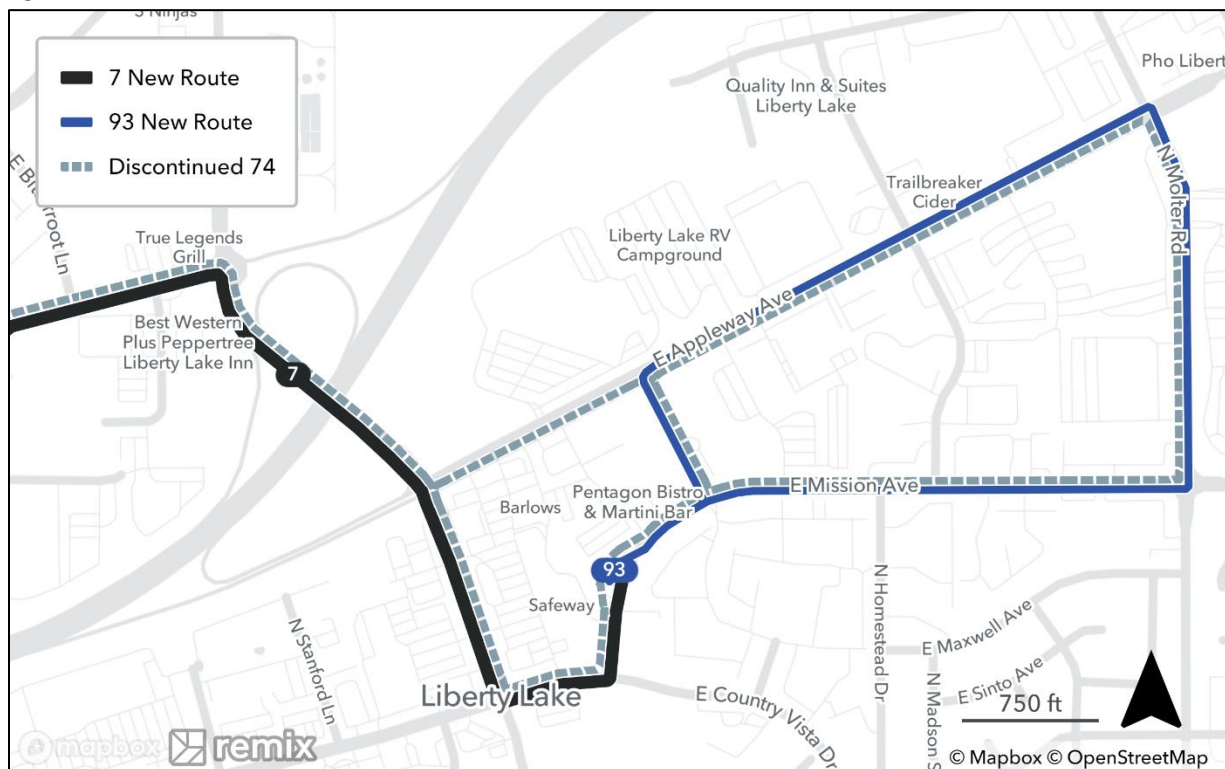 S Ninjas
7 New Route
93 New Route
Discontinued 74
E Bitterroot Ln
True Legends
Grill
Best Western
Plus Peppertree
Liberty Lake Inn
7
Quality Inn & Suites
Liberty Lake
Pho Libert
Trailbreaker
Cider
N Molter Rd
Liberty Lake RV
Campground
E Appleway Ave
Barlows
Pentagon Bistro
& Martini Bar
E Mission Ave
93
Safeway
N Stanford Ln
Liberty Lake
E Country Vista Dr
N Homestead Dr
E Maxwell Ave
E Sinto Ave
N Madson S
750 ft
mapbox
remix
© Mapbox © OpenStreetMap